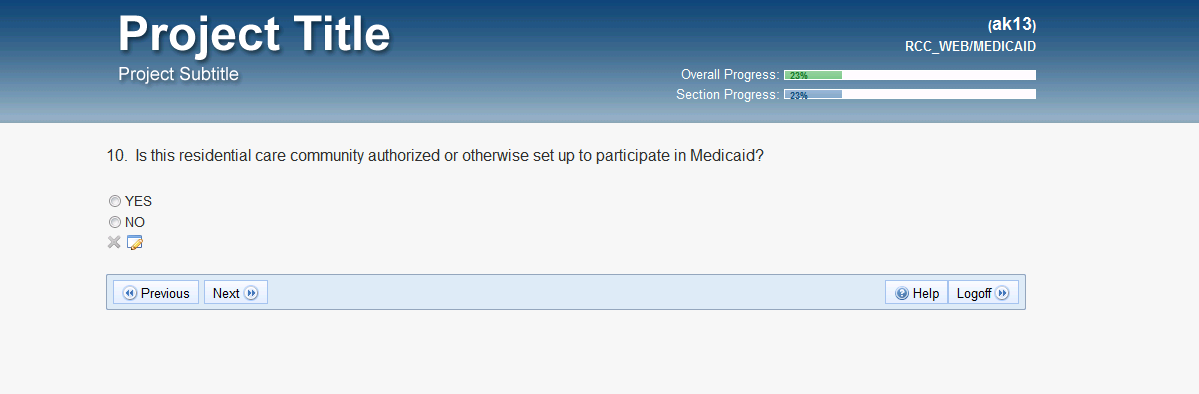 Project Title
Project Subtitle
(ak13)
RCC_WEB/MEDICAID
Overall Progress: 23%
Section Progress: 23%
10. Is this residential care community authorized or otherwise set up to participate in Medicaid?
YES
NO
Previous Next Help Logoff